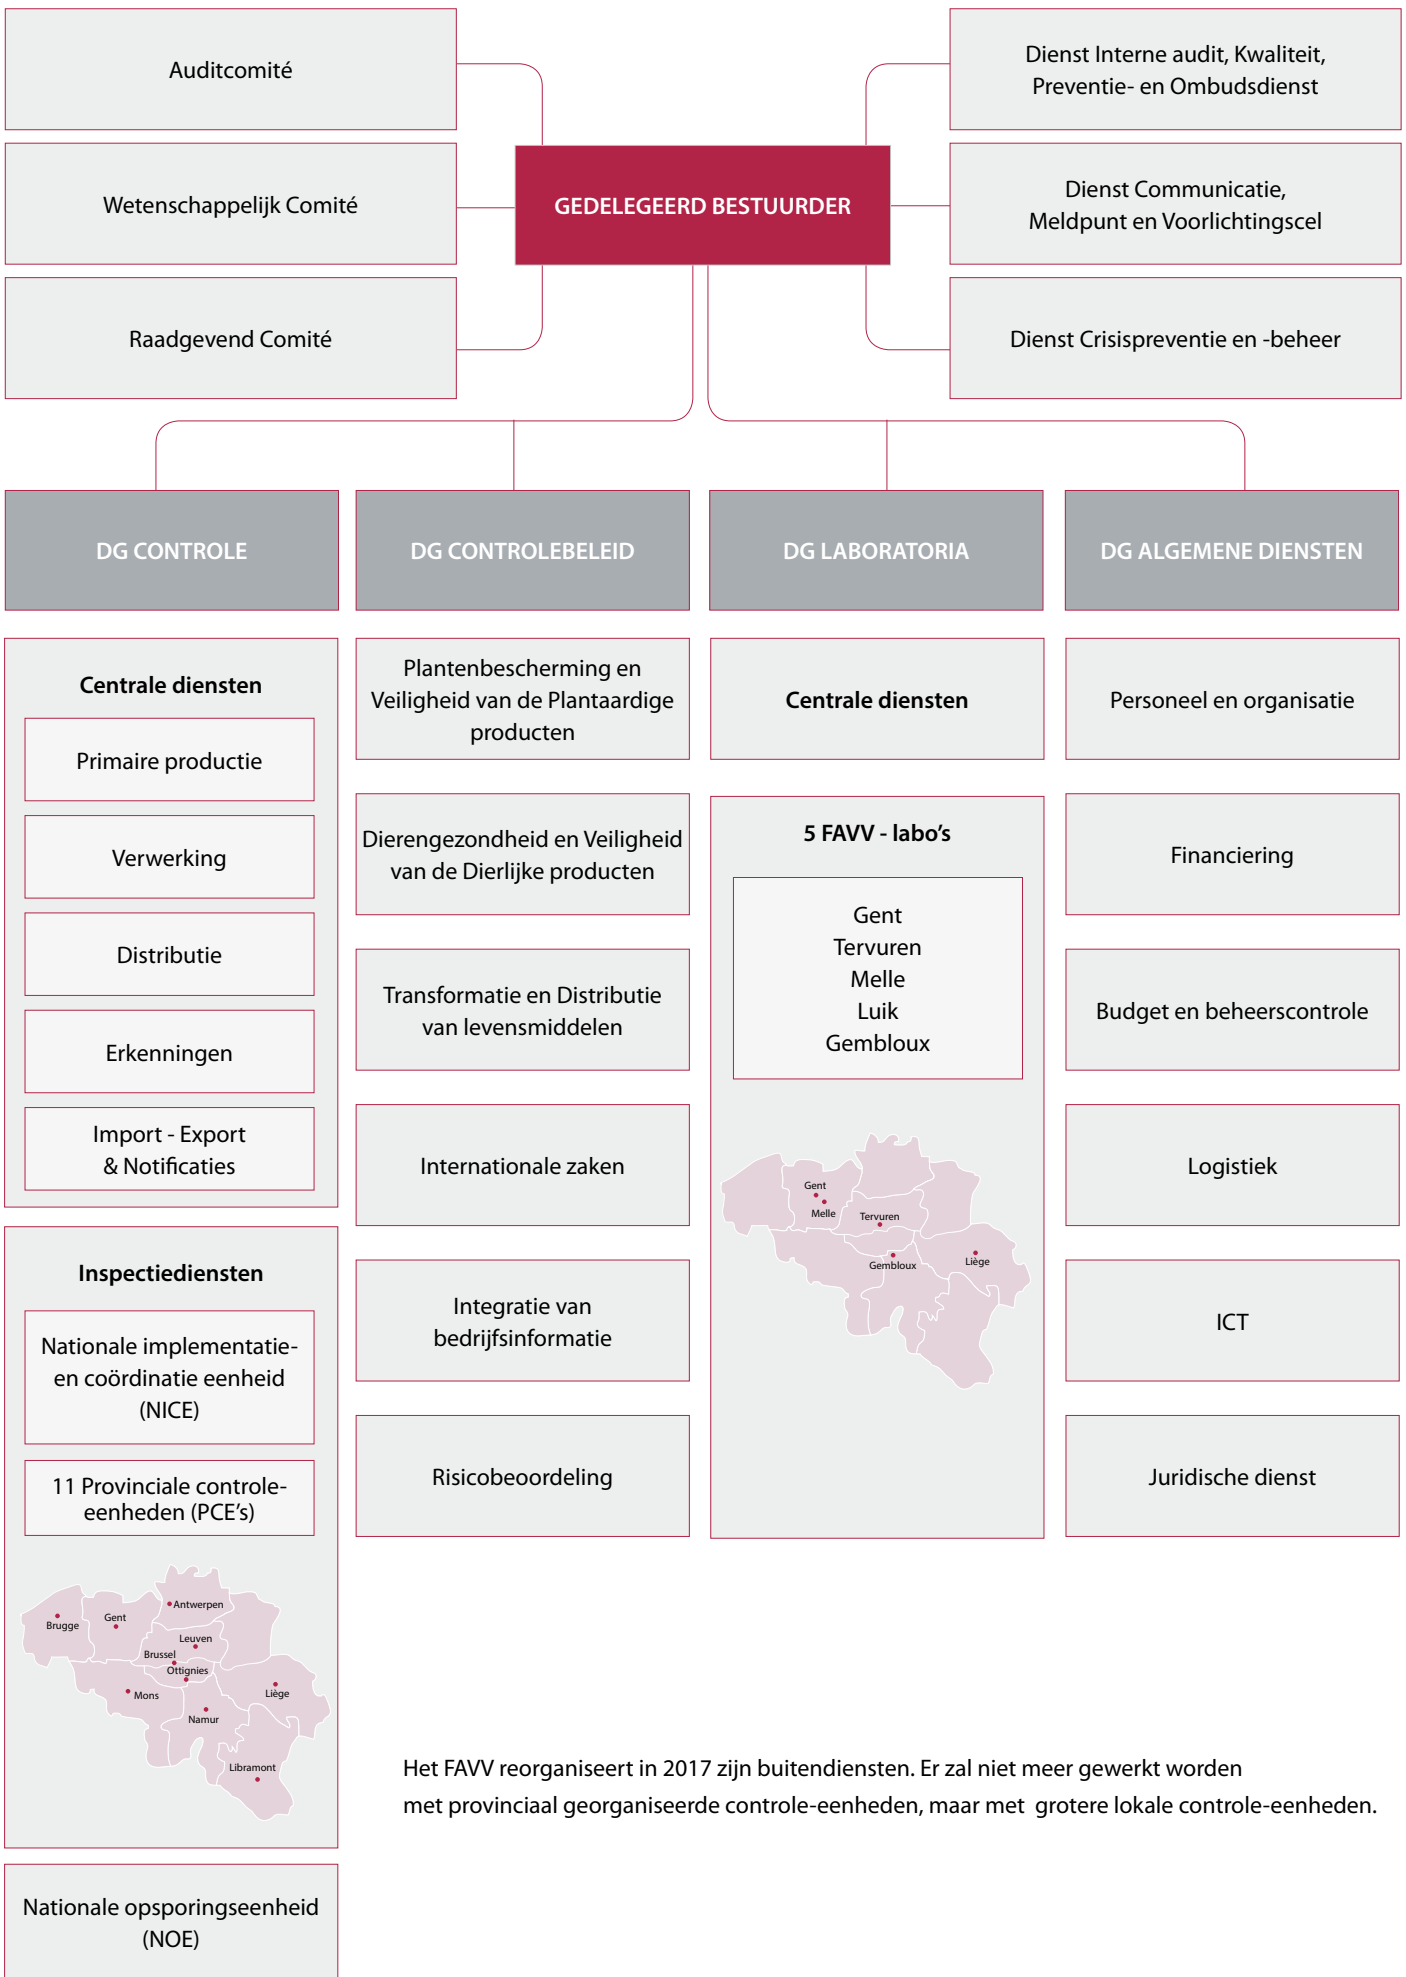 Auditcomité
Wetenschappelijk Comité
Raadgevend Comité
GEDELEGEERD BESTUURDER
Dienst Interne audit, Kwaliteit,
Preventie- en Ombudsdienst
Dienst Communicatie,
Meldpunt en Voorlichtingscel
Dienst Crisispreventie en -beheer
DG CONTROLE
Centrale diensten
Primaire productie
Verwerking
Distributie
Erkenningen
Import - Export
& Notificaties
Inspectiediensten
Nationale implementatie-
en coördinatie eenheid
(NICE)
11 Provinciale controle-
eenheden (PCE's)
Antwerpen
Brugge
Gent
Leuven
Brussel
Ottignies
Mons
Liège
Namur
Libramont
Nationale opsporingseenheid
(NOE)
DG CONTROLEBELEID
Plantenbescherming en
Veiligheid van de Plantaardige
producten
Dierengezondheid en Veiligheid
van de Dierlijke producten
Transformatie en Distributie
van levensmiddelen
Internationale zaken
Integratie van
bedrijfsinformatie
Risicobeoordeling
DG LABORATORIA
Centrale diensten
5 FAVV - labo's
Gent
Tervuren
Melle
Luik
Gembloux
Gent
Melle
Tervuren
Gembloux
Liège
DG ALGEMENE DIENSTEN
Personeel en organisatie
Financiering
Budget en beheerscontrole
Logistiek
ICT
Juridische dienst
Het FAVV reorganiseert in 2017 zijn buitendiensten. Er zal niet meer gewerkt worden
met provinciaal georganiseerde controle-eenheden, maar met grotere lokale controle-eenheden.